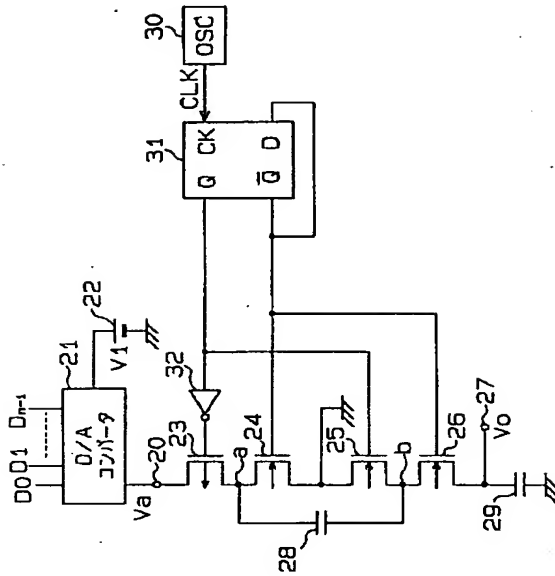 D0
D1
Dn-1
21
D/A
コンバータ
22
V1
Va
20
32
23
a
24
25
b
26
27
Vo
28
29
31
Q
CK
Q̅
D
CLK
30
OSC